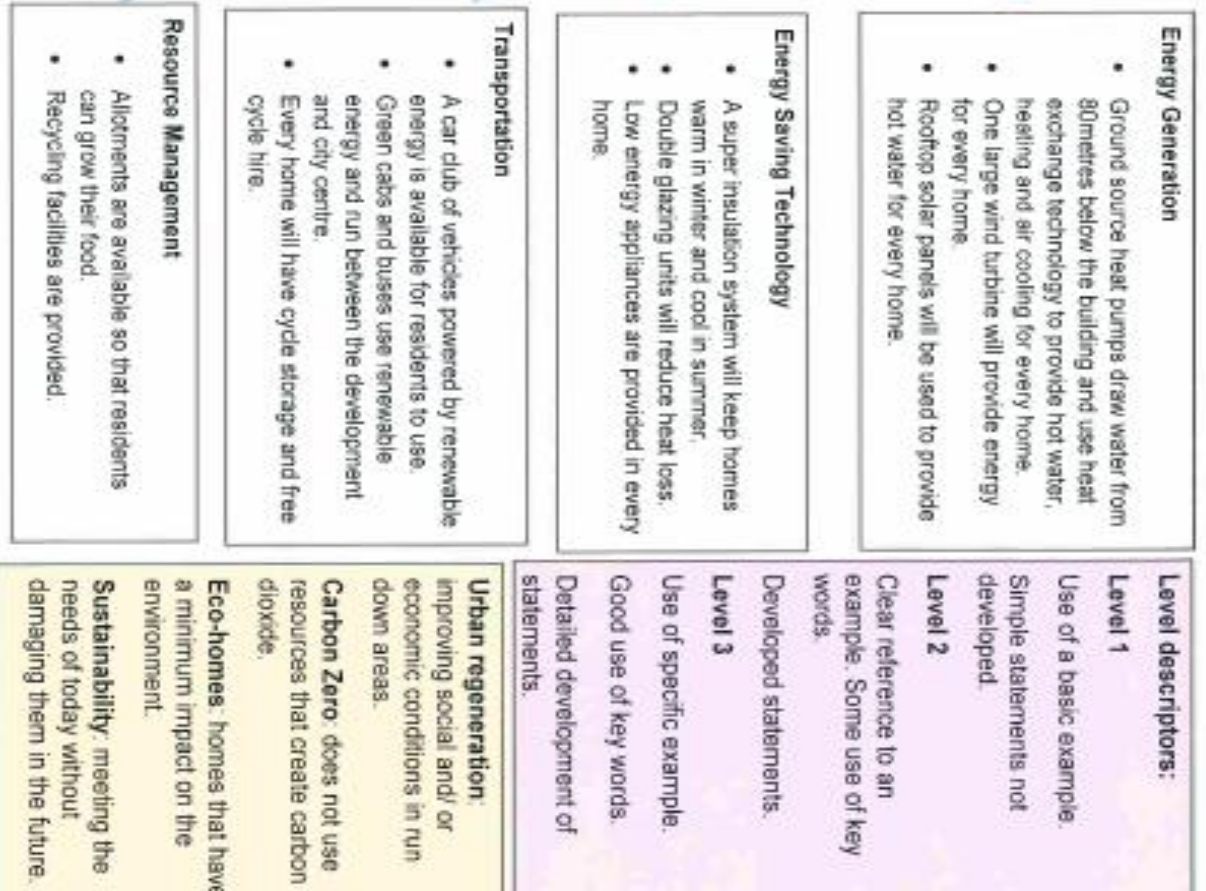 Energy Generation
• Ground source heat pumps draw water from
80metres below the building and use heat
exchange technology to provide hot water,
heating and air cooling for every home.
• One large wind turbine will provide energy
for every home.
• Rooftop solar panels will be used to provide
hot water for every home.
Energy Saving Technology
• A super insulation system will keep homes
warm in winter and cool in summer.
• Double glazing units will reduce heat loss.
• Low energy appliances are provided in every
home.
Transportation
• A car club of vehicles powered by renewable
energy is available for residents to use.
• Green cabs and buses use renewable
energy and run between the development
and city centre.
• Every home will have cycle storage and free
cycle hire.
Resource Management
• Allotments are available so that residents
can grow their food.
• Recycling facilities are provided.
Level descriptors:
Level 1
Use of a basic example.
Simple statements not
developed.
Level 2
Clear reference to an
example. Some use of key
words.
Developed statements.
Level 3
Use of specific example.
Good use of key words.
Detailed development of
statements.
Urban regeneration:
improving social and/ or
economic conditions in run
down areas.
Carbon Zero: does not use
resources that create carbon
dioxide.
Eco-homes: homes that have
a minimum impact on the
environment.
Sustainability: meeting the
needs of today without
damaging them in the future.